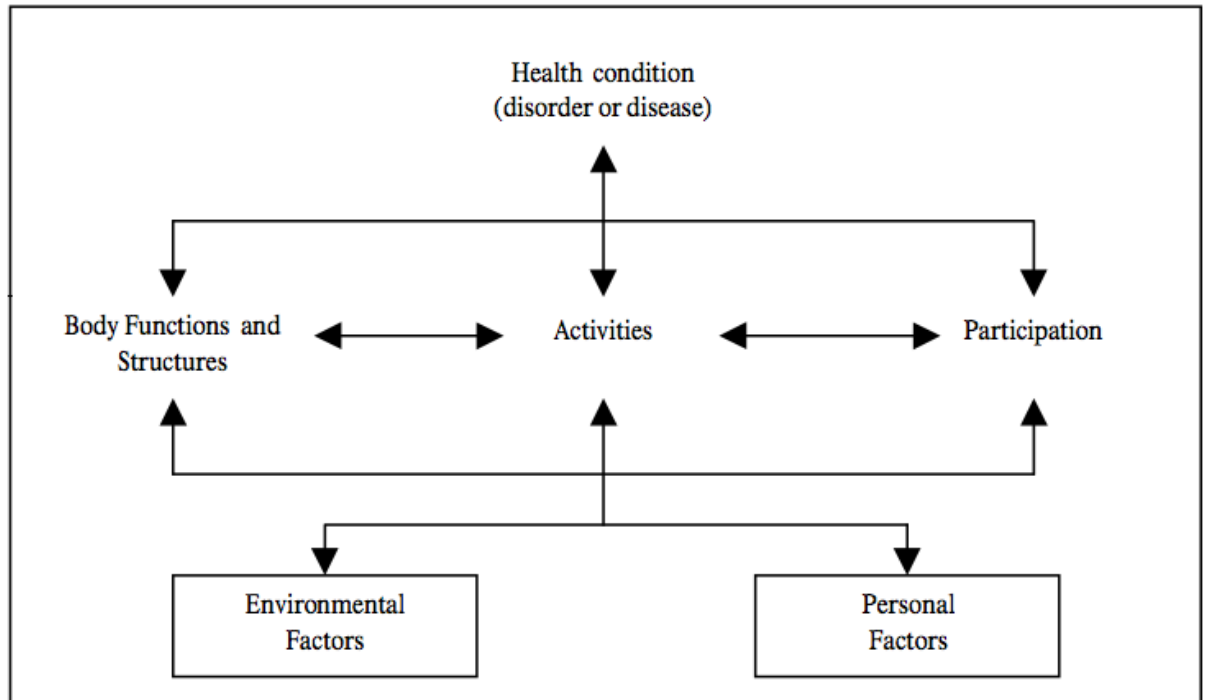 Health condition
(disorder or disease)
Body Functions and
Structures
Activities
Participation
Environmental
Factors
Personal
Factors